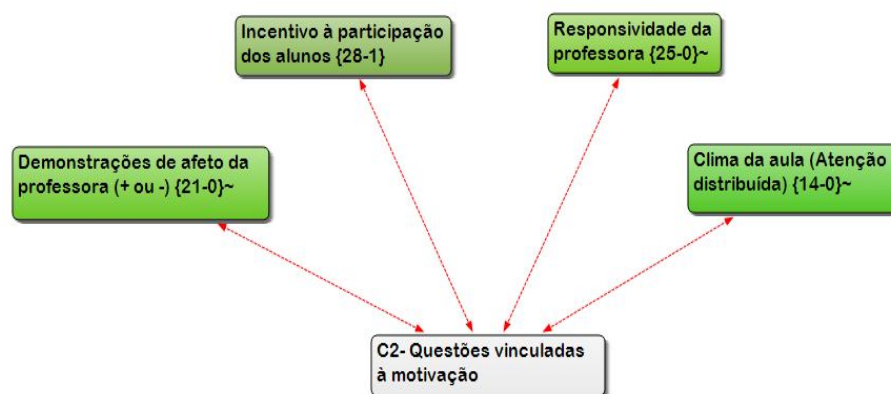 Incentivo à participação
dos alunos {28-1}
Responsividade da
professora {25-0}~
Demonstrações de afeto da
professora (+ ou -) {21-0}~
Clima da aula (Atenção
distribuída) {14-0}~
C2- Questões vinculadas
à motivação